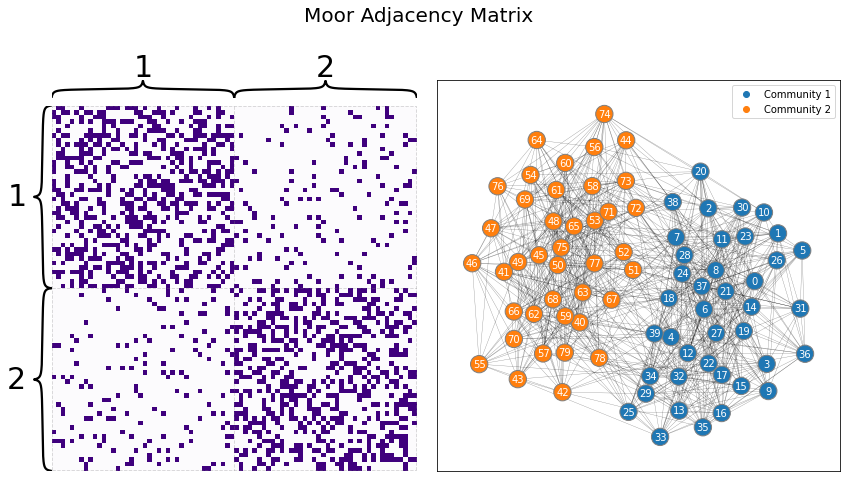 Moor Adjacency Matrix
1 2
1
2
Community 1
Community 2
74
64 44
56
60
20
54
73
76 61 58
69 38 2 30
72 71 10
48 53
47 65 1
7 11 23
75 5
45 52 28
46 49 50 77 26
41 51 24 8
0
37 21
63
68 67 18
66 62 6 14 31
59 40
39 27 19
70 4
57 79 12
78 36
55 22 3
43 34 32 17
42 29 15 9
25 13 16
35
33